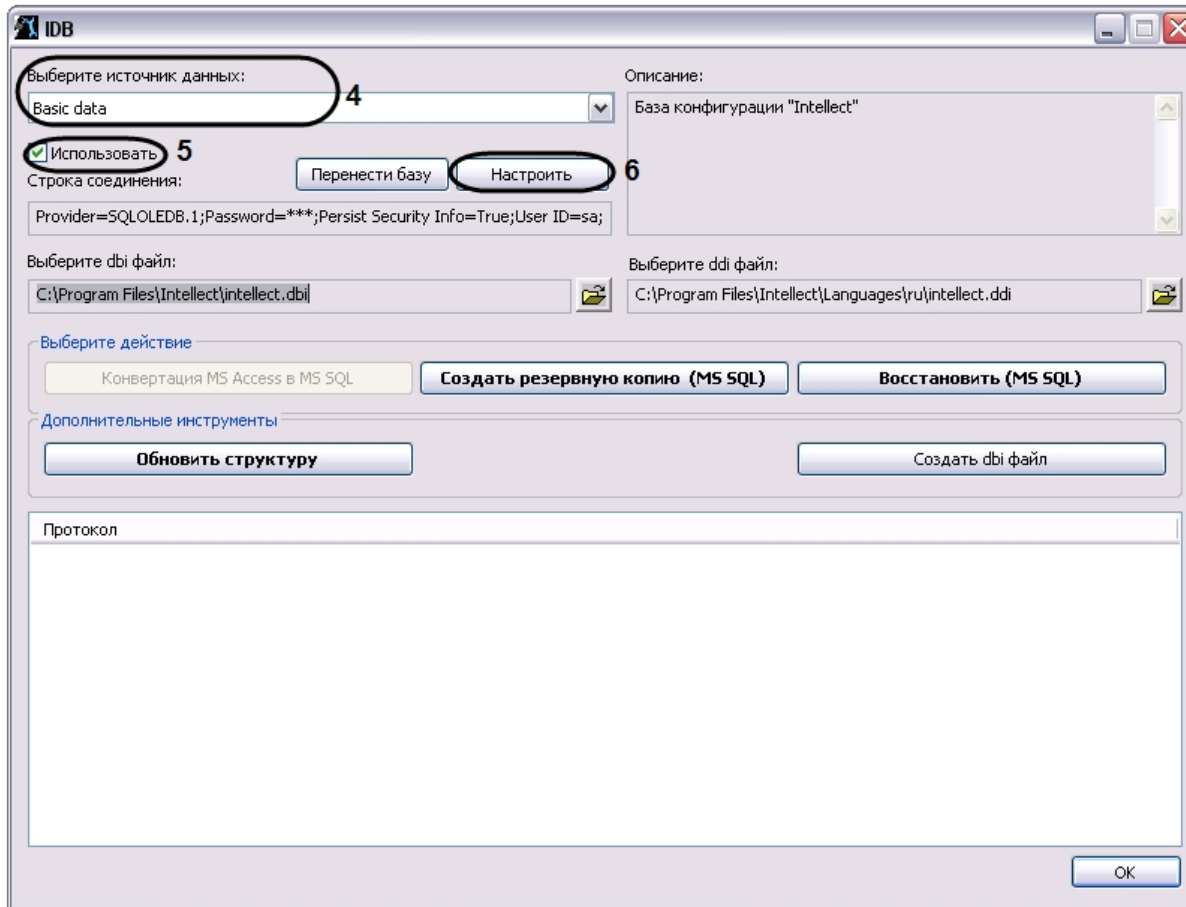 IDB
Выберите источник данных:
Basic data
4
Использовать
5
Строка соединения:
Перенести базу
Настроить
6
Provider=SQLOLEDB.1;Password=***;Persist Security Info=True;User ID=sa;
Описание:
База конфигурации "Intellect"
Выберите dbi файл:
C:\Program Files\Intellect\intellect.dbi
Выберите ddi файл:
C:\Program Files\Intellect\Languages\ru\intellect.ddi
Выберите действие
Конвертация MS Access в MS SQL
Создать резервную копию (MS SQL)
Восстановить (MS SQL)
Дополнительные инструменты
Обновить структуру
Создать dbi файл
Протокол
OK